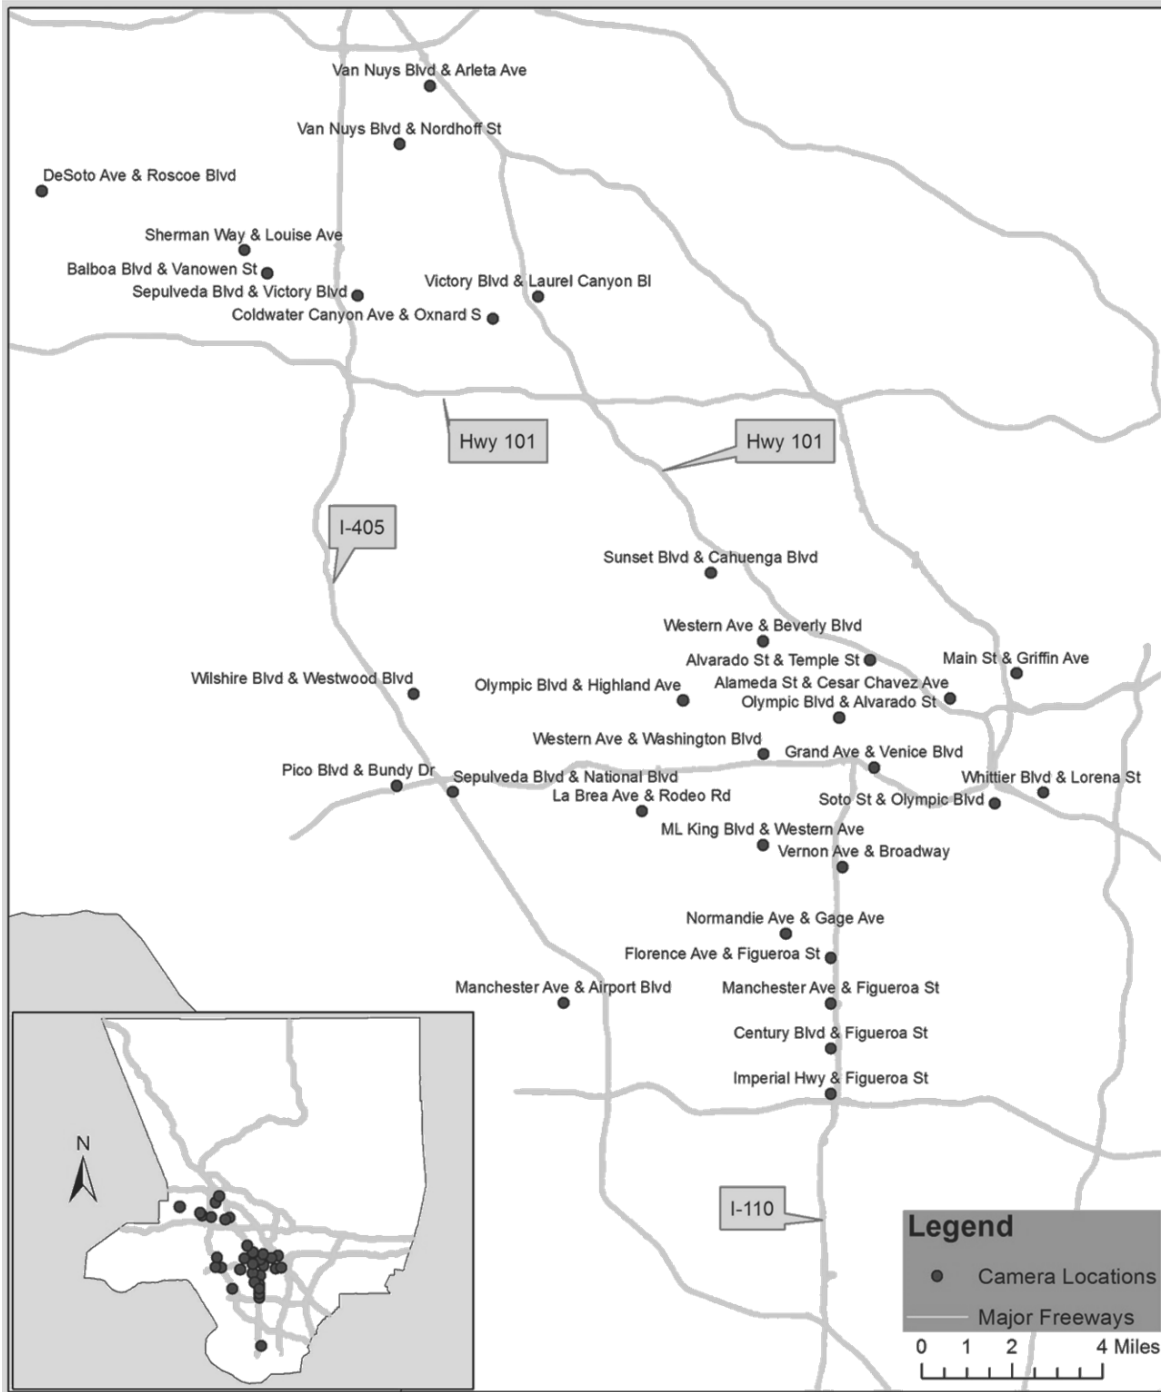 Van Nuys Blvd & Arleta Ave
Van Nuys Blvd & Nordhoff St
DeSoto Ave & Roscoe Blvd
Sherman Way & Louise Ave
Balboa Blvd & Vanowen St
Sepulveda Blvd & Victory Blvd
Victory Blvd & Laurel Canyon Bl
Coldwater Canyon Ave & Oxnard S
Hwy 101
Hwy 101
I-405
Sunset Blvd & Cahuenga Blvd
Western Ave & Beverly Blvd
Alvarado St & Temple St
Main St & Griffin Ave
Wilshire Blvd & Westwood Blvd
Olympic Blvd & Highland Ave
Alameda St & Cesar Chavez Ave
Olympic Blvd & Alvarado St
Western Ave & Washington Blvd
Grand Ave & Venice Blvd
Pico Blvd & Bundy Dr
Sepulveda Blvd & National Blvd
Whittier Blvd & Lorena St
La Brea Ave & Rodeo Rd
Soto St & Olympic Blvd
ML King Blvd & Western Ave
Vernon Ave & Broadway
Normandie Ave & Gage Ave
Florence Ave & Figueroa St
Manchester Ave & Airport Blvd
Manchester Ave & Figueroa St
Century Blvd & Figueroa St
Imperial Hwy & Figueroa St
N
I-110
Legend
Camera Locations
Major Freeways
0 1 2 4 Miles